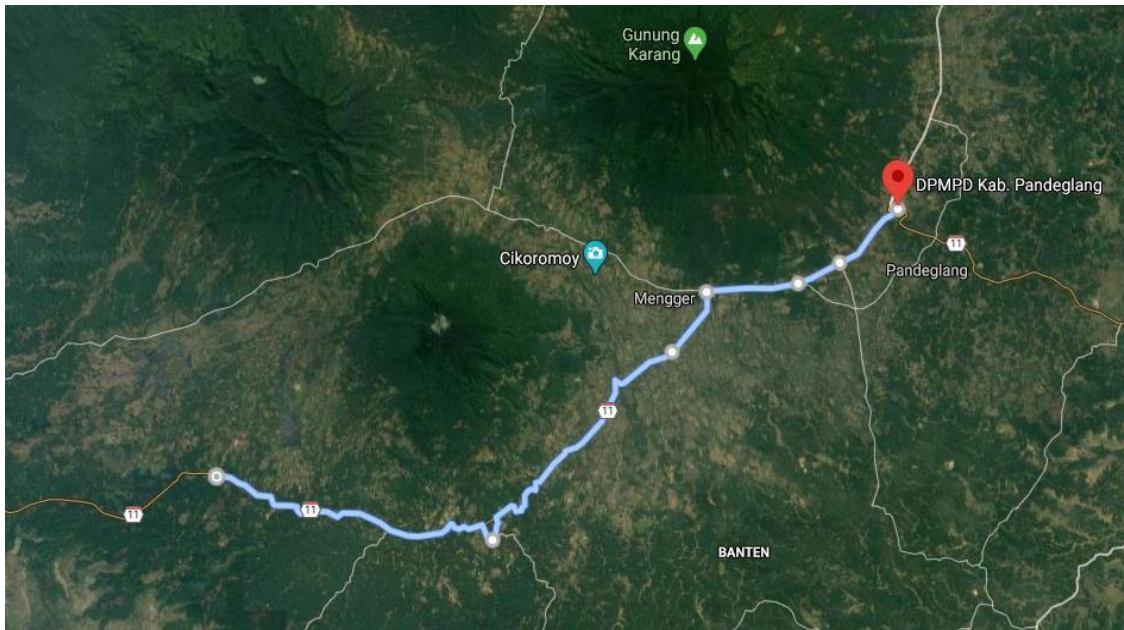 Gunung
Karang
DPMPD Kab. Pandeglang
11
Cikoromoy
Pandeglang
Mengger
11
11
11
BANTEN